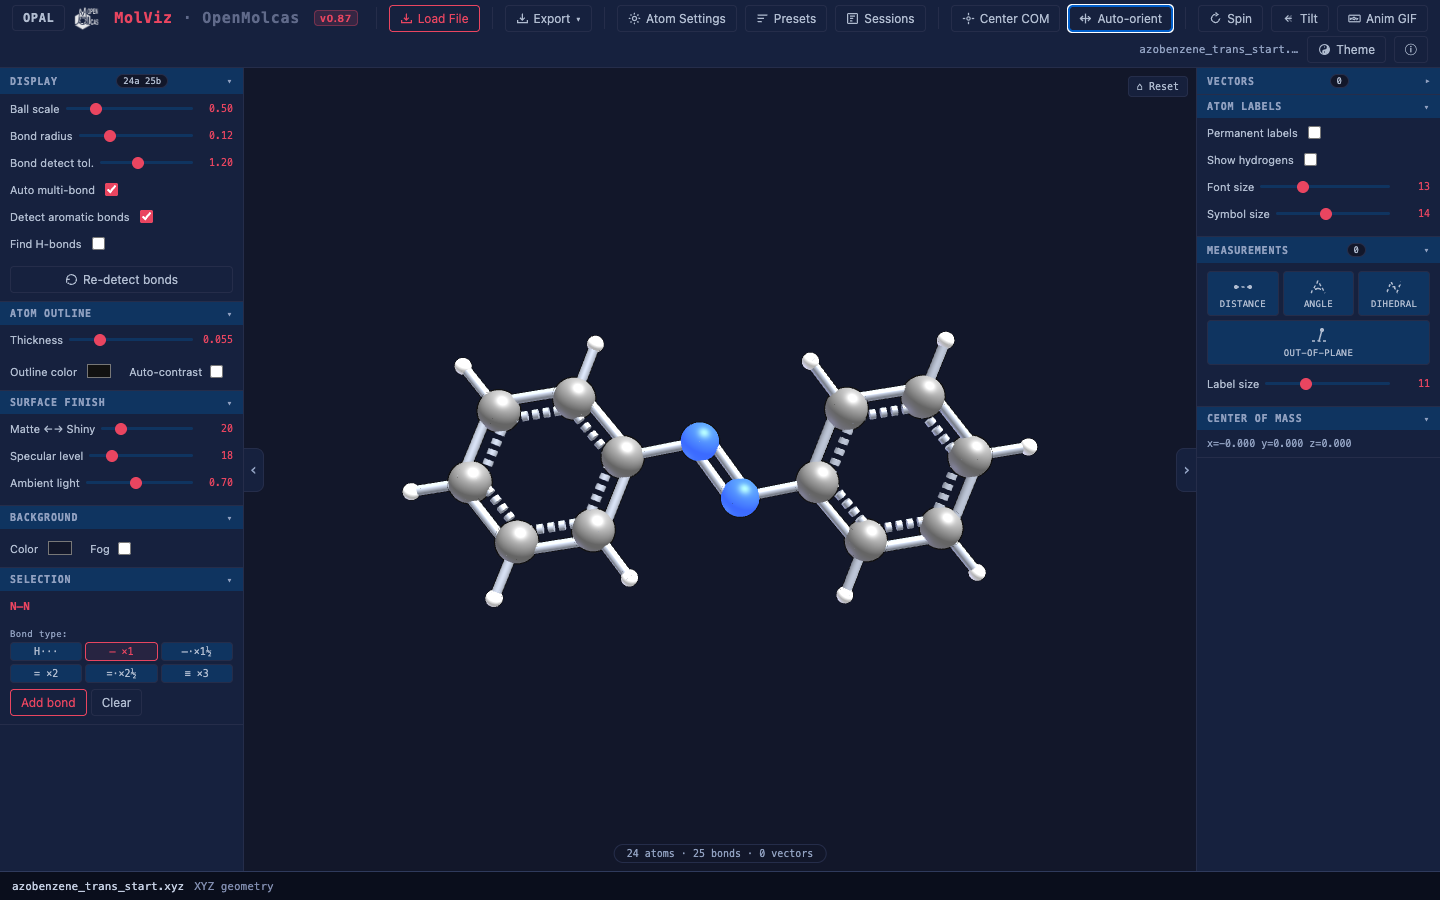 OPAL MolViz · OpenMolcas v0.87 Load File Export ▾ Atom Settings Presets Sessions Center COM Auto-orient Spin Tilt Anim GIF
azobenzene_trans_start.… Theme ⓘ
DISPLAY 24a 25b ▾
Ball scale 0.50
Bond radius 0.12
Bond detect tol. 1.20
Auto multi-bond
Detect aromatic bonds
Find H-bonds
Re-detect bonds
ATOM OUTLINE ▾
Thickness 0.055
Outline color Auto-contrast
SURFACE FINISH ▾
Matte ↔ Shiny 20
Specular level 18
Ambient light 0.70
BACKGROUND ▾
Color Fog
SELECTION ▾
N–N
Bond type:
H··· — ×1 —·×1½
= ×2 =·×2½ ≡ ×3
Add bond Clear
⌂ Reset
24 atoms · 25 bonds · 0 vectors
VECTORS 0 ▸
ATOM LABELS ▾
Permanent labels
Show hydrogens
Font size 13
Symbol size 14
MEASUREMENTS 0 ▾
DISTANCE ANGLE DIHEDRAL
OUT-OF-PLANE
Label size 11
CENTER OF MASS ▾
x=−0.000 y=0.000 z=0.000
azobenzene_trans_start.xyz XYZ geometry